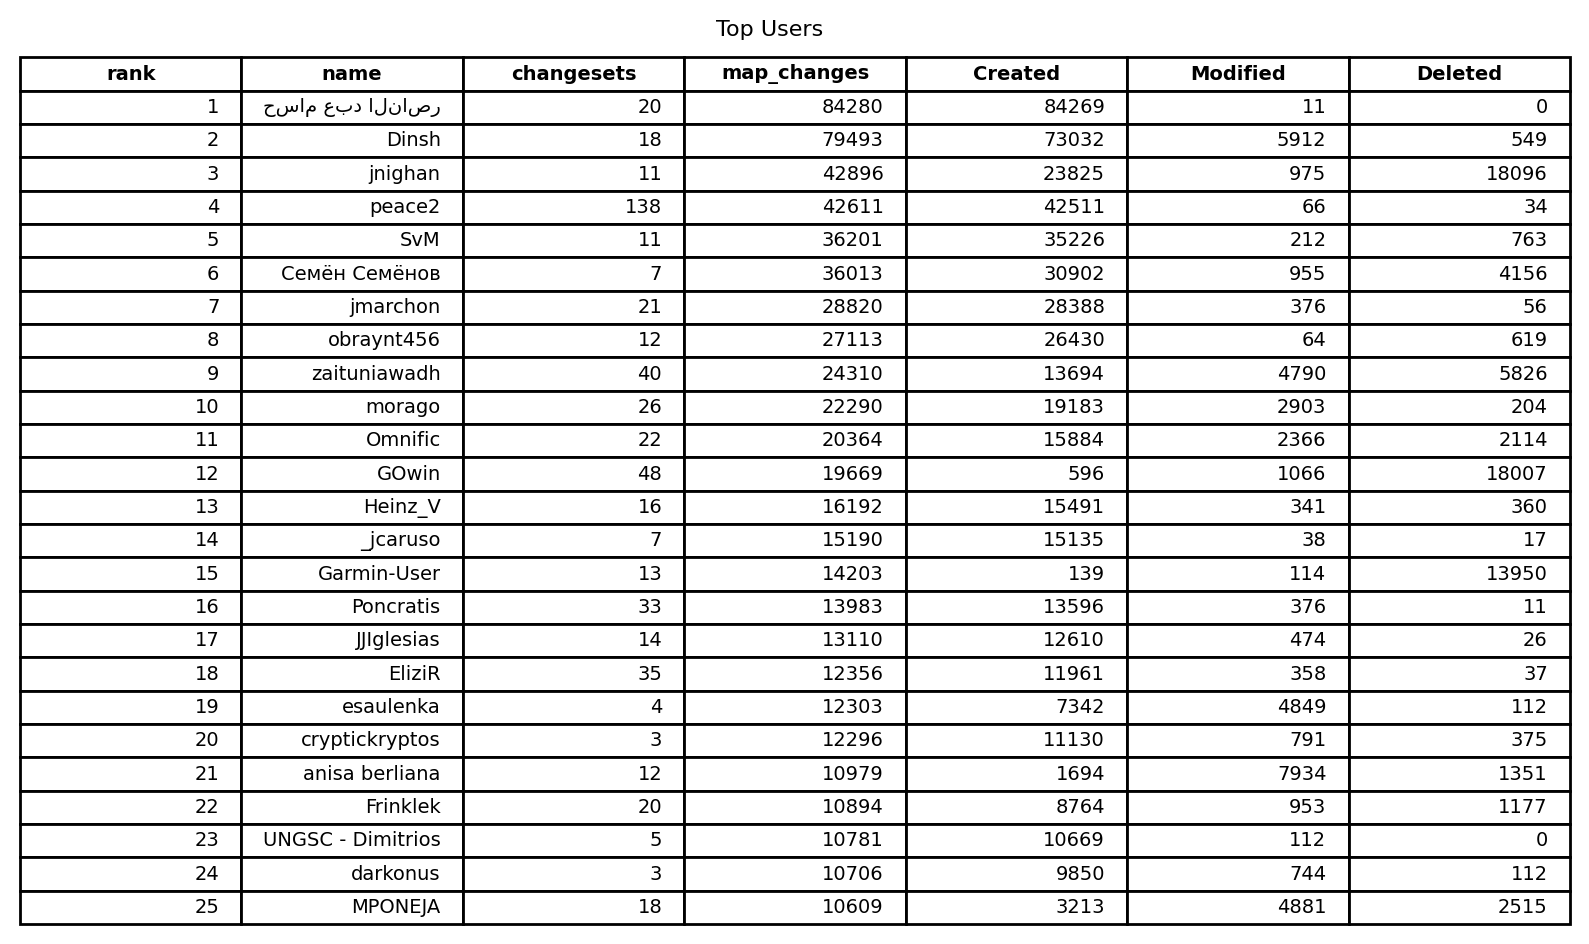 Top Users
rank name changesets map_changes Created Modified Deleted
1 حسام عبد الناصر 20 84280 84269 11 0
2 Dinsh 18 79493 73032 5912 549
3 jnighan 11 42896 23825 975 18096
4 peace2 138 42611 42511 66 34
5 SvM 11 36201 35226 212 763
6 Семён Семёнов 7 36013 30902 955 4156
7 jmarchon 21 28820 28388 376 56
8 obraynt456 12 27113 26430 64 619
9 zaituniawadh 40 24310 13694 4790 5826
10 morago 26 22290 19183 2903 204
11 Omnific 22 20364 15884 2366 2114
12 GOwin 48 19669 596 1066 18007
13 Heinz_V 16 16192 15491 341 360
14 _jcaruso 7 15190 15135 38 17
15 Garmin-User 13 14203 139 114 13950
16 Poncratis 33 13983 13596 376 11
17 JJIglesias 14 13110 12610 474 26
18 EliziR 35 12356 11961 358 37
19 esaulenka 4 12303 7342 4849 112
20 cryptickryptos 3 12296 11130 791 375
21 anisa berliana 12 10979 1694 7934 1351
22 Frinklek 20 10894 8764 953 1177
23 UNGSC - Dimitrios 5 10781 10669 112 0
24 darkonus 3 10706 9850 744 112
25 MPONEJA 18 10609 3213 4881 2515